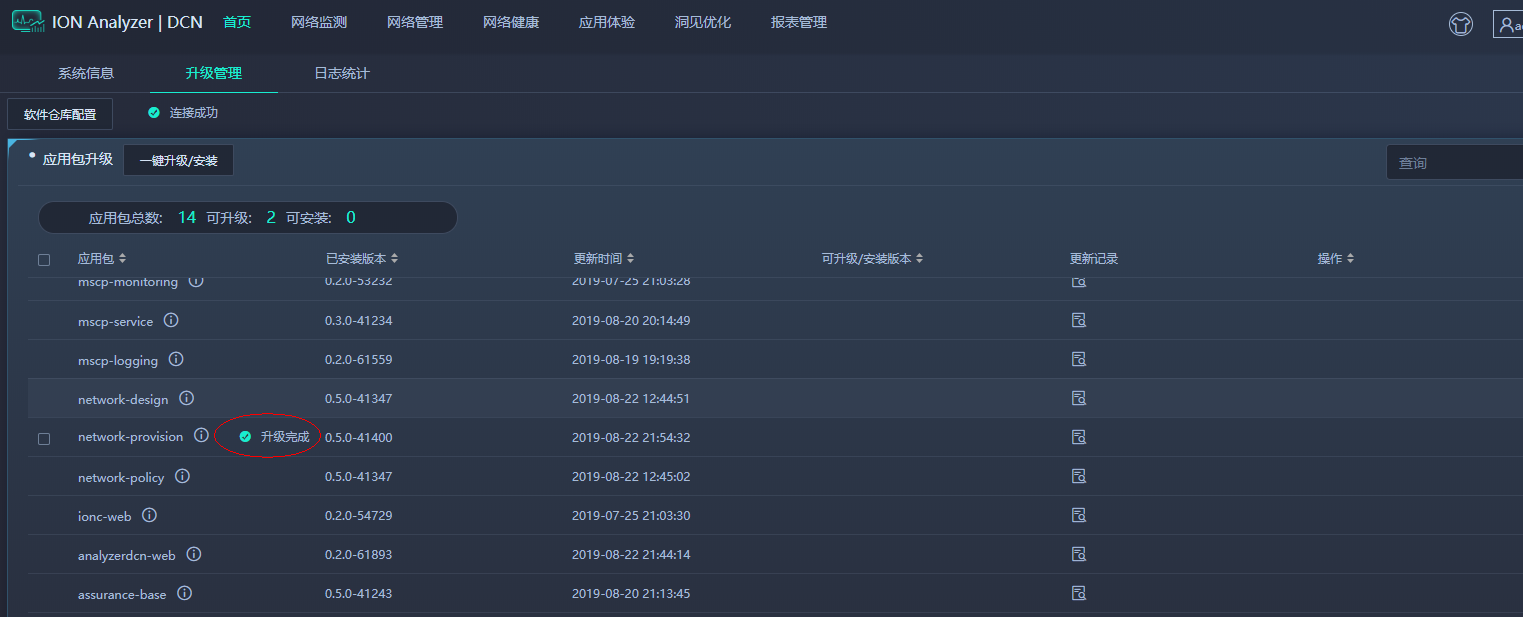 ION Analyzer | DCN 首页 网络监测 网络管理 网络健康 应用体验 洞见优化 报表管理
系统信息 升级管理 日志统计
软件仓库配置 连接成功
应用包升级 一键升级/安装 查询
应用包总数: 14 可升级: 2 可安装: 0
应用包 已安装版本 更新时间 可升级/安装版本 更新记录 操作
mscp-monitoring 0.2.0-53232 2019-07-25 21:03:28
mscp-service 0.3.0-41234 2019-08-20 20:14:49
mscp-logging 0.2.0-61559 2019-08-19 19:19:38
network-design 0.5.0-41347 2019-08-22 12:44:51
network-provision 升级完成 0.5.0-41400 2019-08-22 21:54:32
network-policy 0.5.0-41347 2019-08-22 12:45:02
ionc-web 0.2.0-54729 2019-07-25 21:03:30
analyzerdcn-web 0.2.0-61893 2019-08-22 21:44:14
assurance-base 0.5.0-41243 2019-08-20 21:13:45